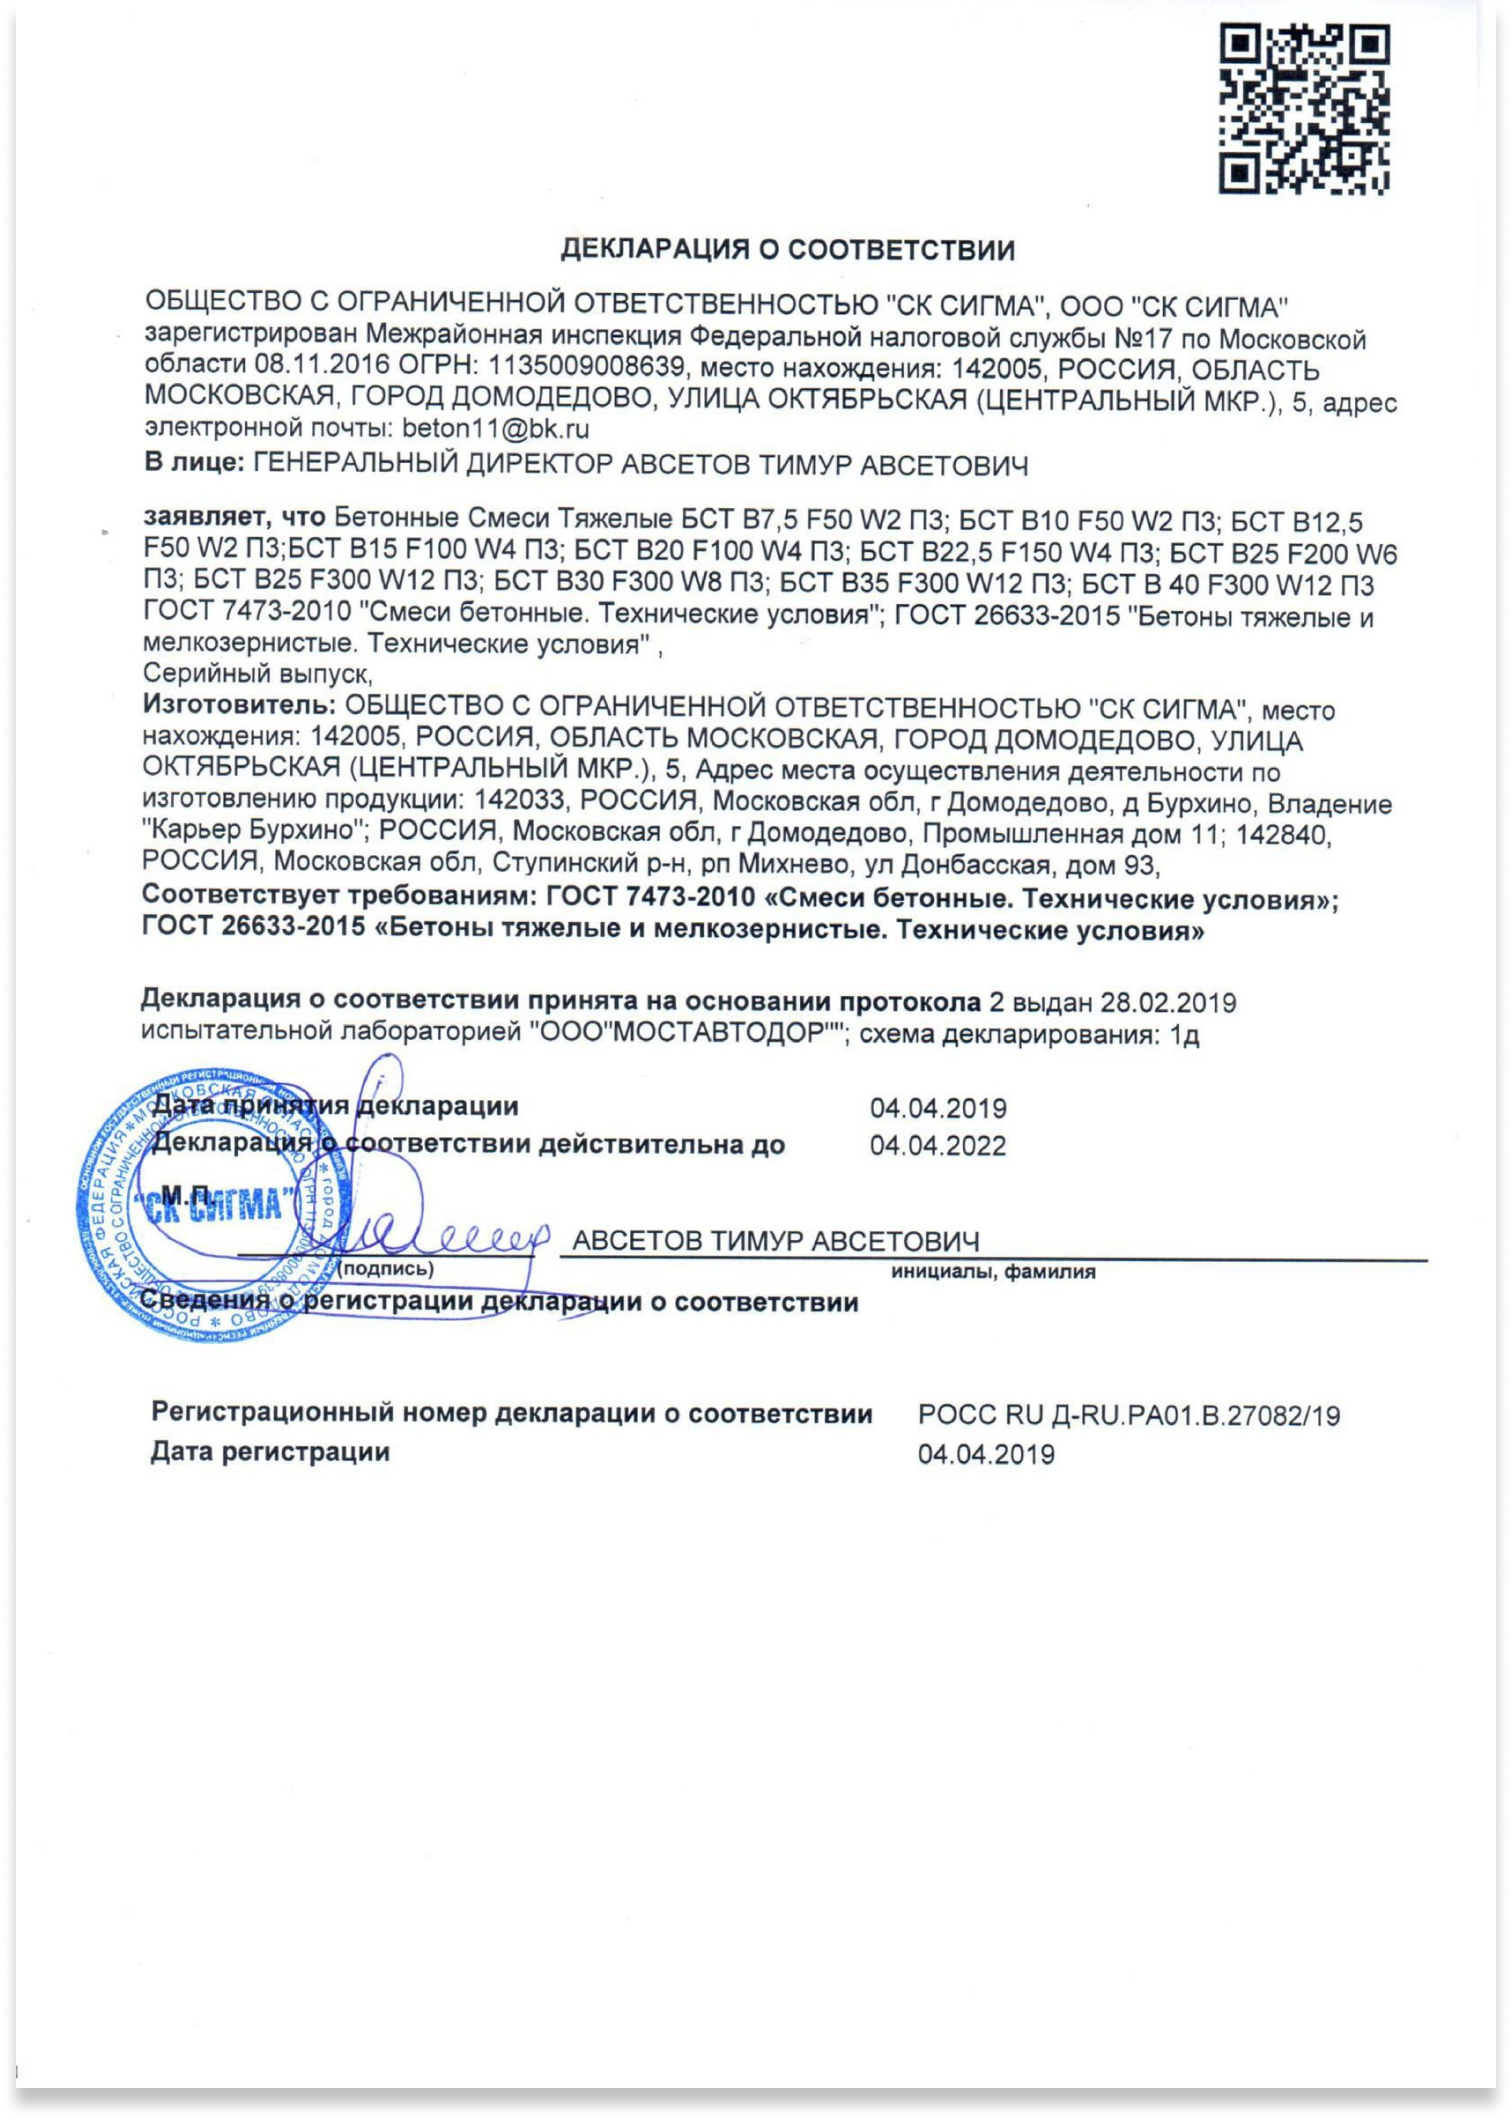 ДЕКЛАРАЦИЯ О СООТВЕТСТВИИ
ОБЩЕСТВО С ОГРАНИЧЕННОЙ ОТВЕТСТВЕННОСТЬЮ "СК СИГМА", ООО "СК СИГМА"
зарегистрирован Межрайонная инспекция Федеральной налоговой службы №17 по Московской
области 08.11.2016 ОГРН: 1135009008639, место нахождения: 142005, РОССИЯ, ОБЛАСТЬ
МОСКОВСКАЯ, ГОРОД ДОМОДЕДОВО, УЛИЦА ОКТЯБРЬСКАЯ (ЦЕНТРАЛЬНЫЙ МКР.), 5, адрес
электронной почты: beton11@bk.ru
В лице: ГЕНЕРАЛЬНЫЙ ДИРЕКТОР АВСЕТОВ ТИМУР АВСЕТОВИЧ
заявляет, что Бетонные Смеси Тяжелые БСТ В7,5 F50 W2 П3; БСТ В10 F50 W2 П3; БСТ В12,5
F50 W2 П3;БСТ В15 F100 W4 П3; БСТ В20 F100 W4 П3; БСТ В22,5 F150 W4 П3; БСТ В25 F200 W6
П3; БСТ В25 F300 W12 П3; БСТ В30 F300 W8 П3; БСТ В35 F300 W12 П3; БСТ В 40 F300 W12 П3
ГОСТ 7473-2010 "Смеси бетонные. Технические условия"; ГОСТ 26633-2015 "Бетоны тяжелые и
мелкозернистые. Технические условия" ,
Серийный выпуск,
Изготовитель: ОБЩЕСТВО С ОГРАНИЧЕННОЙ ОТВЕТСТВЕННОСТЬЮ "СК СИГМА", место
нахождения: 142005, РОССИЯ, ОБЛАСТЬ МОСКОВСКАЯ, ГОРОД ДОМОДЕДОВО, УЛИЦА
ОКТЯБРЬСКАЯ (ЦЕНТРАЛЬНЫЙ МКР.), 5, Адрес места осуществления деятельности по
изготовлению продукции: 142033, РОССИЯ, Московская обл, г Домодедово, д Бурхино, Владение
"Карьер Бурхино"; РОССИЯ, Московская обл, г Домодедово, Промышленная дом 11; 142840,
РОССИЯ, Московская обл, Ступинский р-н, рп Михнево, ул Донбасская, дом 93,
Соответствует требованиям: ГОСТ 7473-2010 «Смеси бетонные. Технические условия»;
ГОСТ 26633-2015 «Бетоны тяжелые и мелкозернистые. Технические условия»
Декларация о соответствии принята на основании протокола 2 выдан 28.02.2019
испытательной лабораторией "ООО"МОСТАВТОДОР""; схема декларирования: 1д
Дата принятия декларации 04.04.2019
Декларация о соответствии действительна до 04.04.2022
М.П.
"СК СИГМА"
РОССИЙСКАЯ ФЕДЕРАЦИЯ * МОСКОВСКАЯ ОБЛАСТЬ * ГОРОД ДОМОДЕДОВО *
ОБЩЕСТВО С ОГРАНИЧЕННОЙ ОТВЕТСТВЕННОСТЬЮ ОГРН 1135009008639
АВСЕТОВ ТИМУР АВСЕТОВИЧ
(подпись) инициалы, фамилия
Сведения о регистрации декларации о соответствии
Регистрационный номер декларации о соответствии РОСС RU Д-RU.РА01.В.27082/19
Дата регистрации 04.04.2019